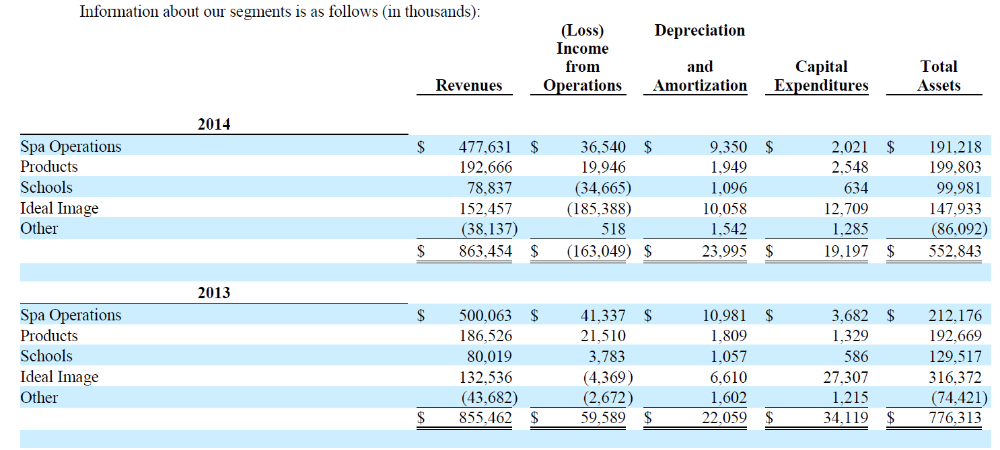 Information about our segments is as follows (in thousands):
(Loss) Depreciation
Income
from and Capital Total
Revenues Operations Amortization Expenditures Assets
2014
Spa Operations $ 477,631 $ 36,540 $ 9,350 $ 2,021 $ 191,218
Products 192,666 19,946 1,949 2,548 199,803
Schools 78,837 (34,665) 1,096 634 99,981
Ideal Image 152,457 (185,388) 10,058 12,709 147,933
Other (38,137) 518 1,542 1,285 (86,092)
$ 863,454 $ (163,049) $ 23,995 $ 19,197 $ 552,843
2013
Spa Operations $ 500,063 $ 41,337 $ 10,981 $ 3,682 $ 212,176
Products 186,526 21,510 1,809 1,329 192,669
Schools 80,019 3,783 1,057 586 129,517
Ideal Image 132,536 (4,369) 6,610 27,307 316,372
Other (43,682) (2,672) 1,602 1,215 (74,421)
$ 855,462 $ 59,589 $ 22,059 $ 34,119 $ 776,313